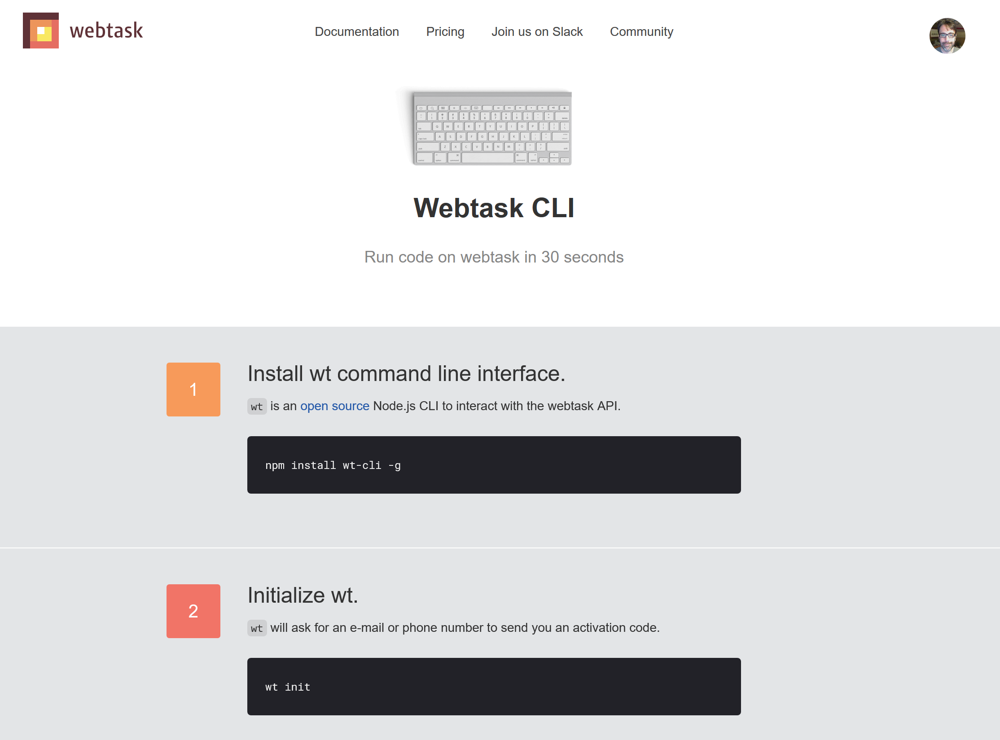 webtask
Documentation Pricing Join us on Slack Community
Webtask CLI
Run code on webtask in 30 seconds
1
Install wt command line interface.
wt is an open source Node.js CLI to interact with the webtask API.
npm install wt-cli -g
2
Initialize wt.
wt will ask for an e-mail or phone number to send you an activation code.
wt init